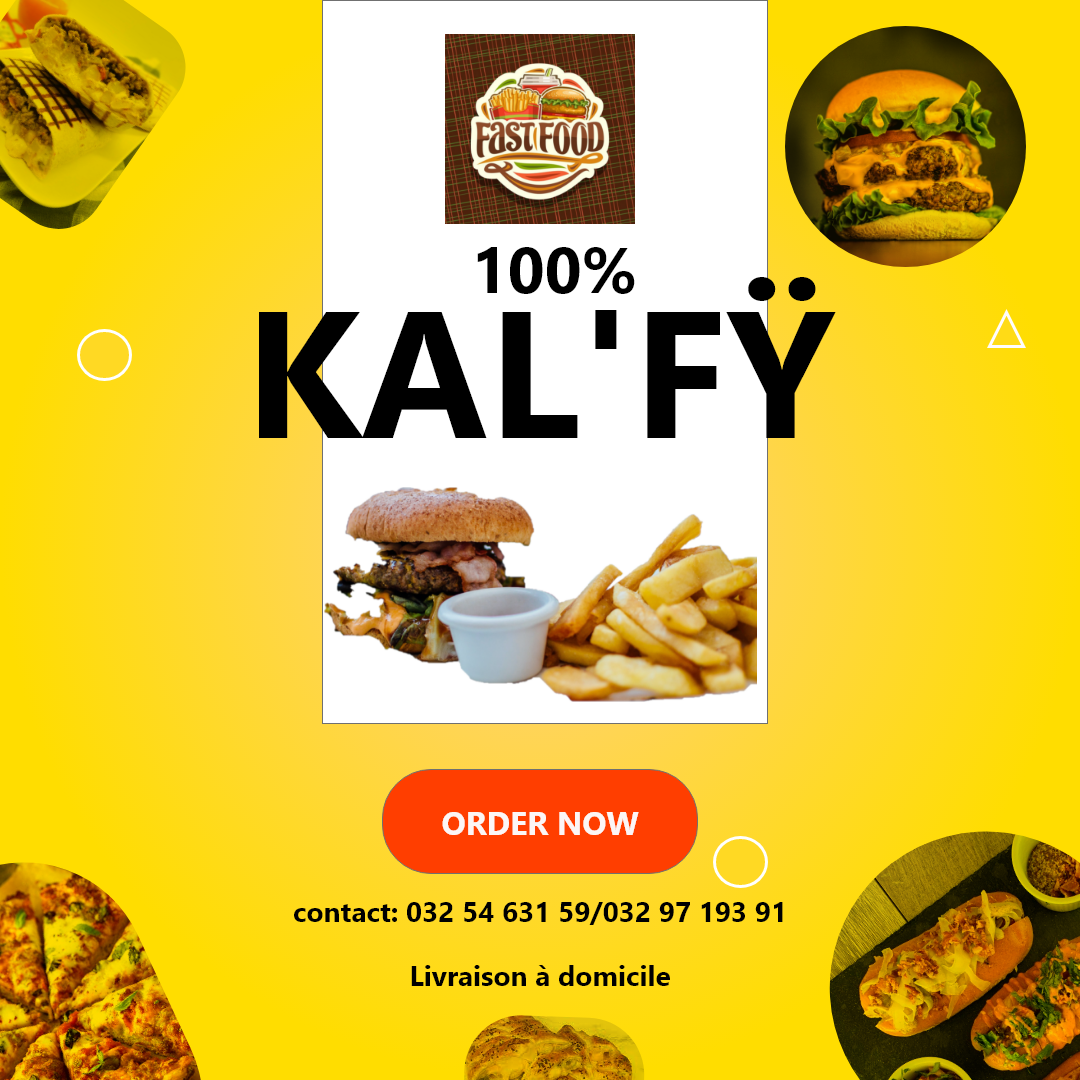 FAST FOOD
100%
KAL'FŸ
ORDER NOW
contact: 032 54 631 59/032 97 193 91
Livraison à domicile